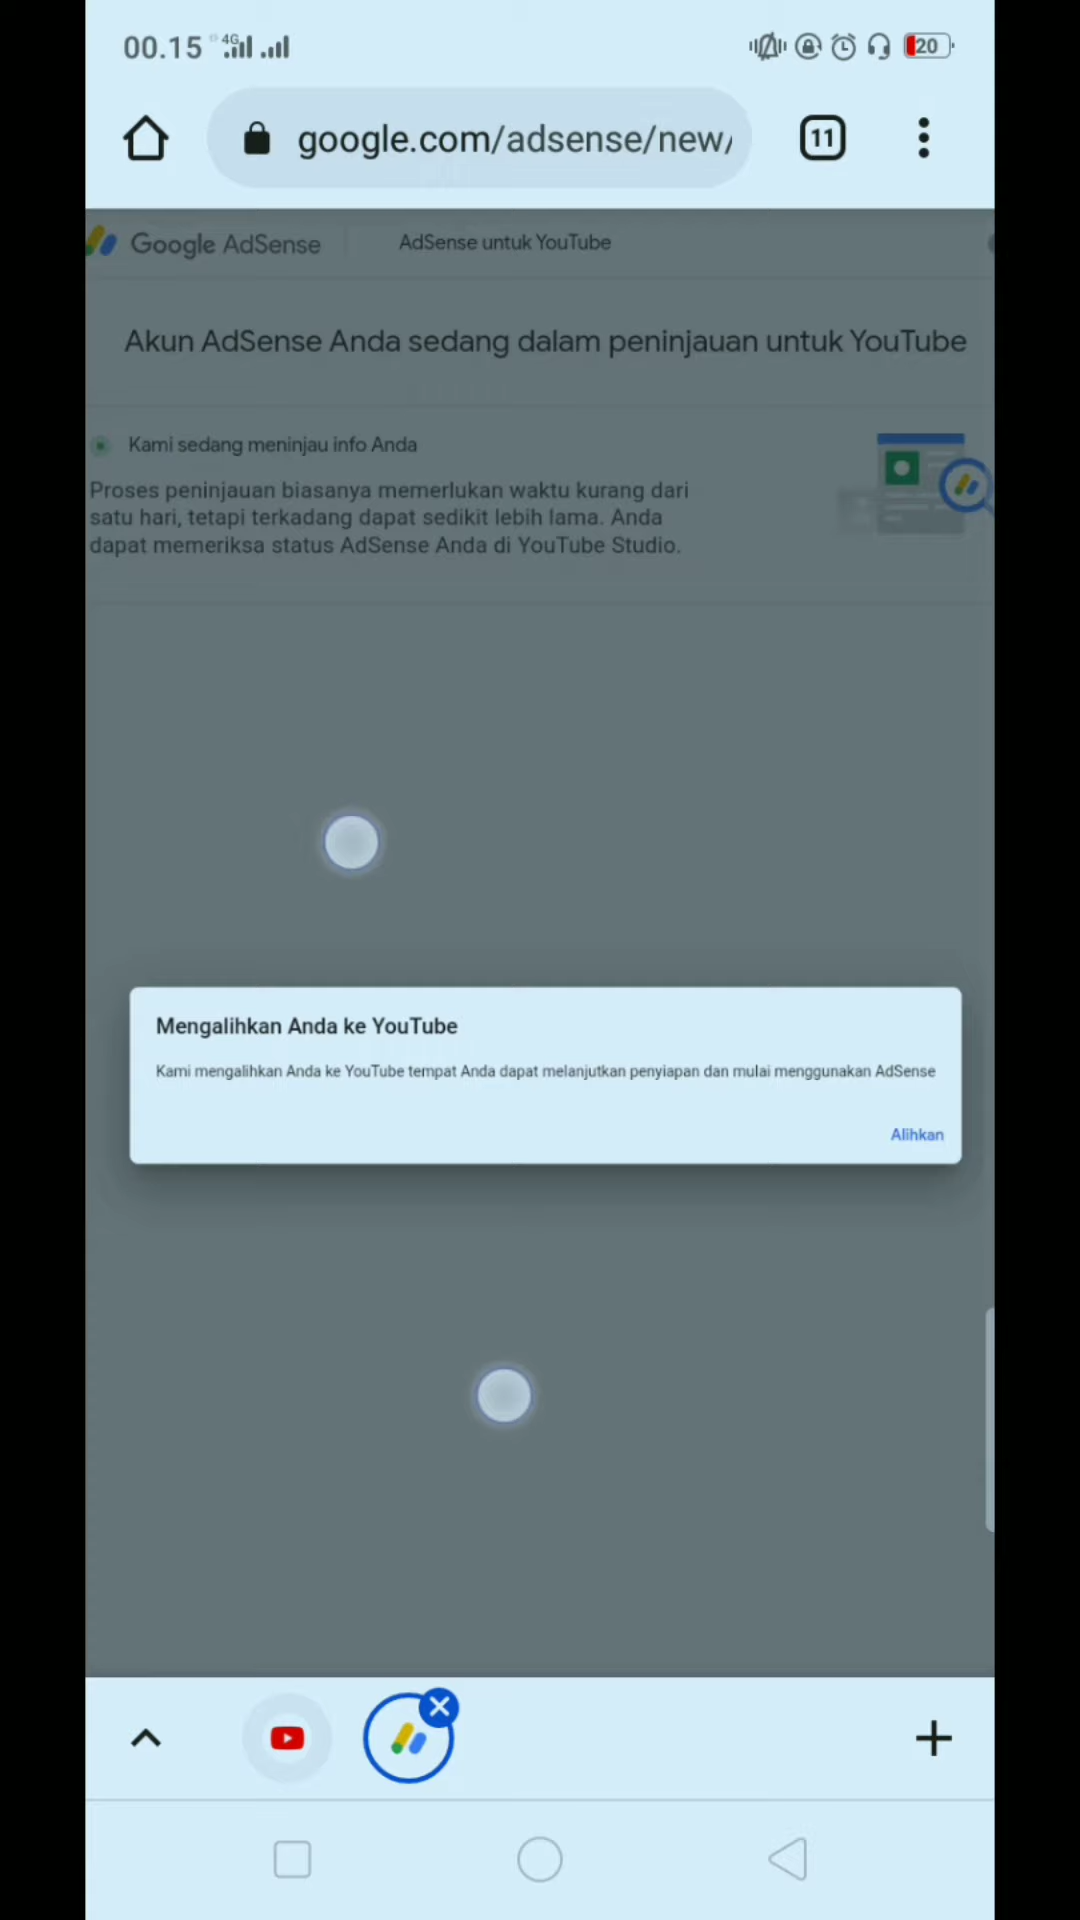 00.15 4G 20
google.com/adsense/new/ 11
Google AdSense AdSense untuk YouTube
Akun AdSense Anda sedang dalam peninjauan untuk YouTube
Kami sedang meninjau info Anda
Proses peninjauan biasanya memerlukan waktu kurang dari
satu hari, tetapi terkadang dapat sedikit lebih lama. Anda
dapat memeriksa status AdSense Anda di YouTube Studio.
Mengalihkan Anda ke YouTube
Kami mengalihkan Anda ke YouTube tempat Anda dapat melanjutkan penyiapan dan mulai menggunakan AdSense
Alihkan